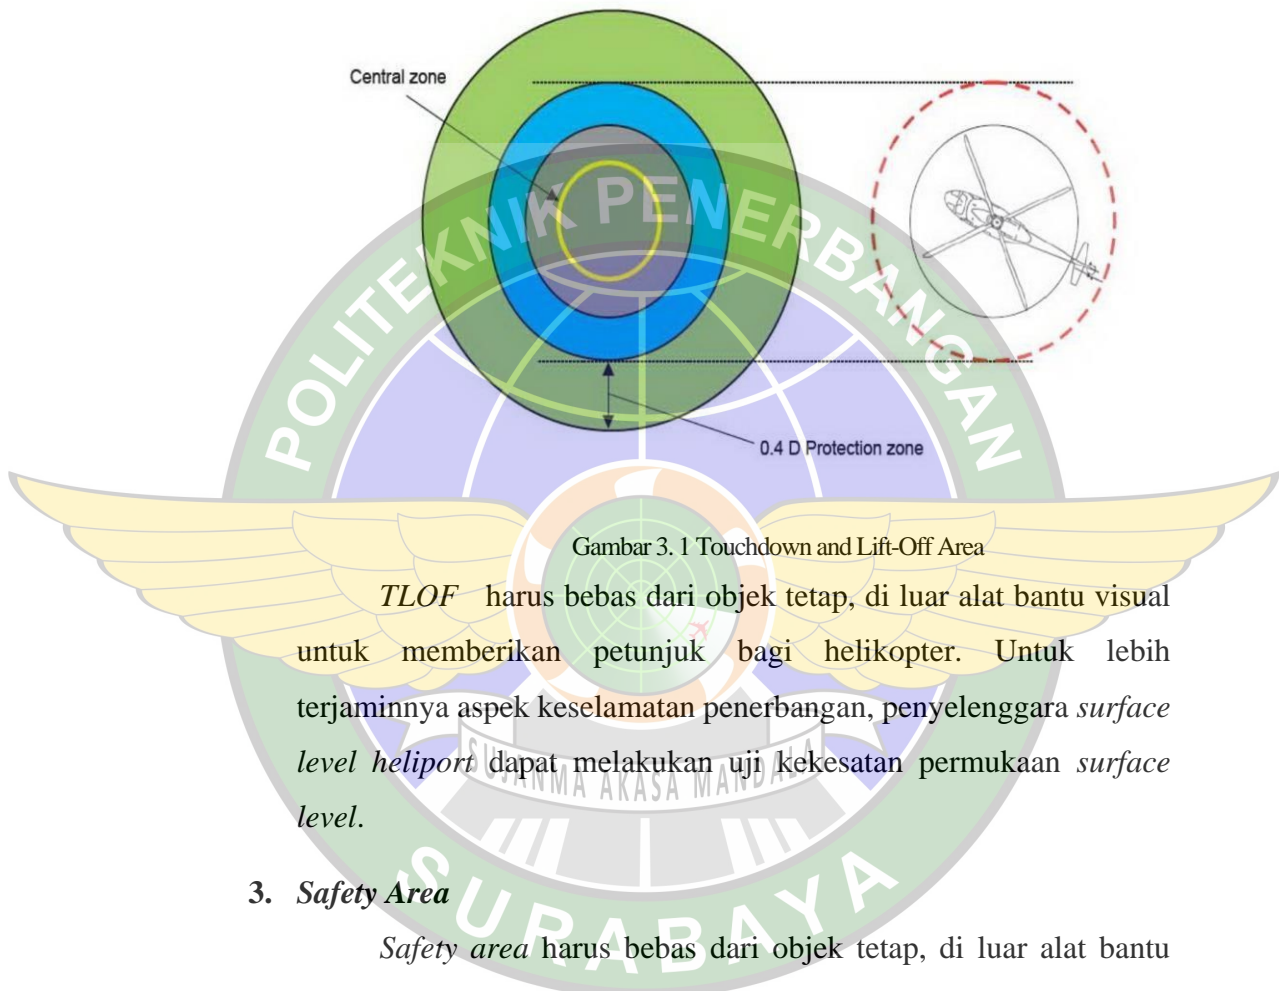 Central zone
0.4 D Protection zone
POLITEKNIK PENERBANGAN
SUJANMA AKASA MANDALA
SURABAYA
Gambar 3. 1 Touchdown and Lift-Off Area
TLOF harus bebas dari objek tetap, di luar alat bantu visual
untuk memberikan petunjuk bagi helikopter. Untuk lebih
terjaminnya aspek keselamatan penerbangan, penyelenggara surface
level heliport dapat melakukan uji kekesatan permukaan surface
level.
3. Safety Area
Safety area harus bebas dari objek tetap, di luar alat bantu